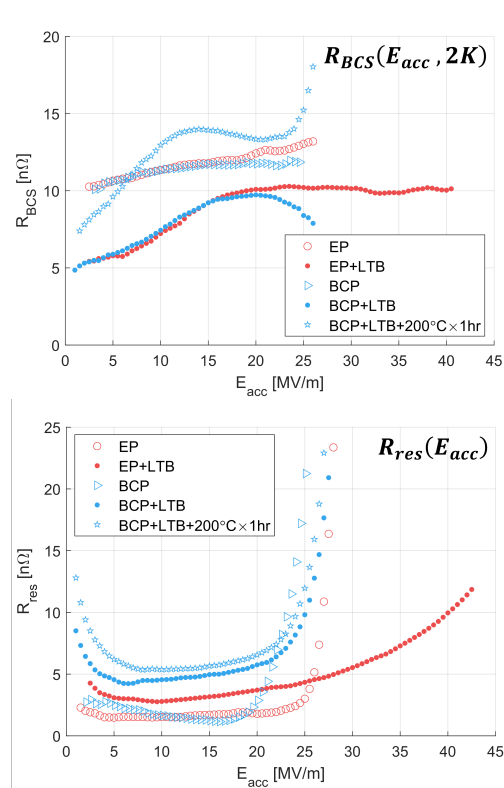 R_BCS(E_acc, 2K)
20
15
10
5
0
R_BCS [nΩ]
EP
EP+LTB
BCP
BCP+LTB
BCP+LTB+200°C×1hr
0 5 10 15 20 25 30 35 40 45
E_acc [MV/m]
R_res(E_acc)
25
20
15
10
5
0
R_res [nΩ]
EP
EP+LTB
BCP
BCP+LTB
BCP+LTB+200°C×1hr
0 5 10 15 20 25 30 35 40 45
E_acc [MV/m]